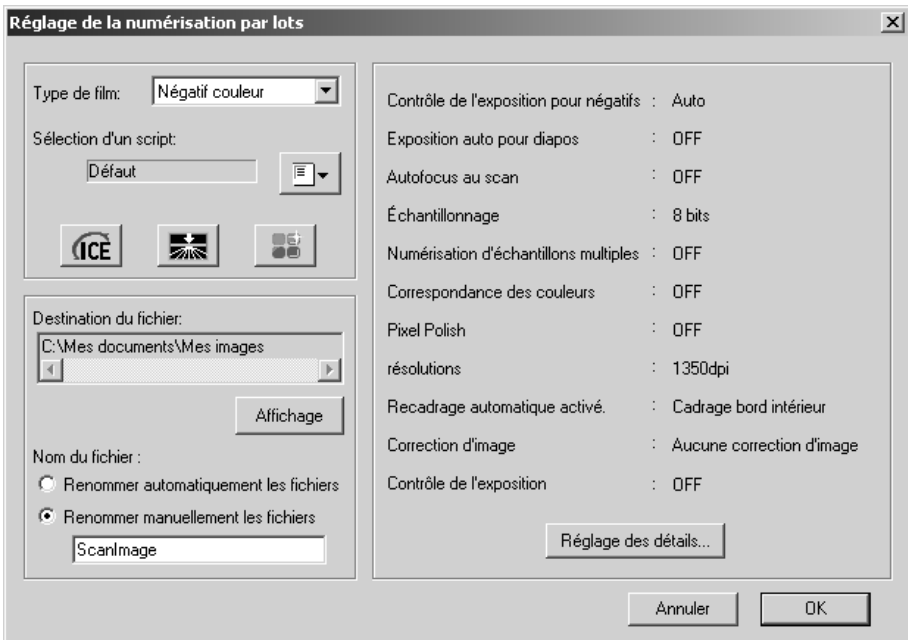 Réglage de la numérisation par lots
Type de film:
Négatif couleur
Sélection d'un script:
Défaut
ICE
Destination du fichier:
C:\Mes documents\Mes images
Affichage
Nom du fichier :
Renommer automatiquement les fichiers
Renommer manuellement les fichiers
ScanImage
Contrôle de l'exposition pour négatifs : Auto
Exposition auto pour diapos : OFF
Autofocus au scan : OFF
Échantillonnage : 8 bits
Numérisation d'échantillons multiples : OFF
Correspondance des couleurs : OFF
Pixel Polish : OFF
résolutions : 1350dpi
Recadrage automatique activé. : Cadrage bord intérieur
Correction d'image : Aucune correction d'image
Contrôle de l'exposition : OFF
Réglage des détails...
Annuler
OK